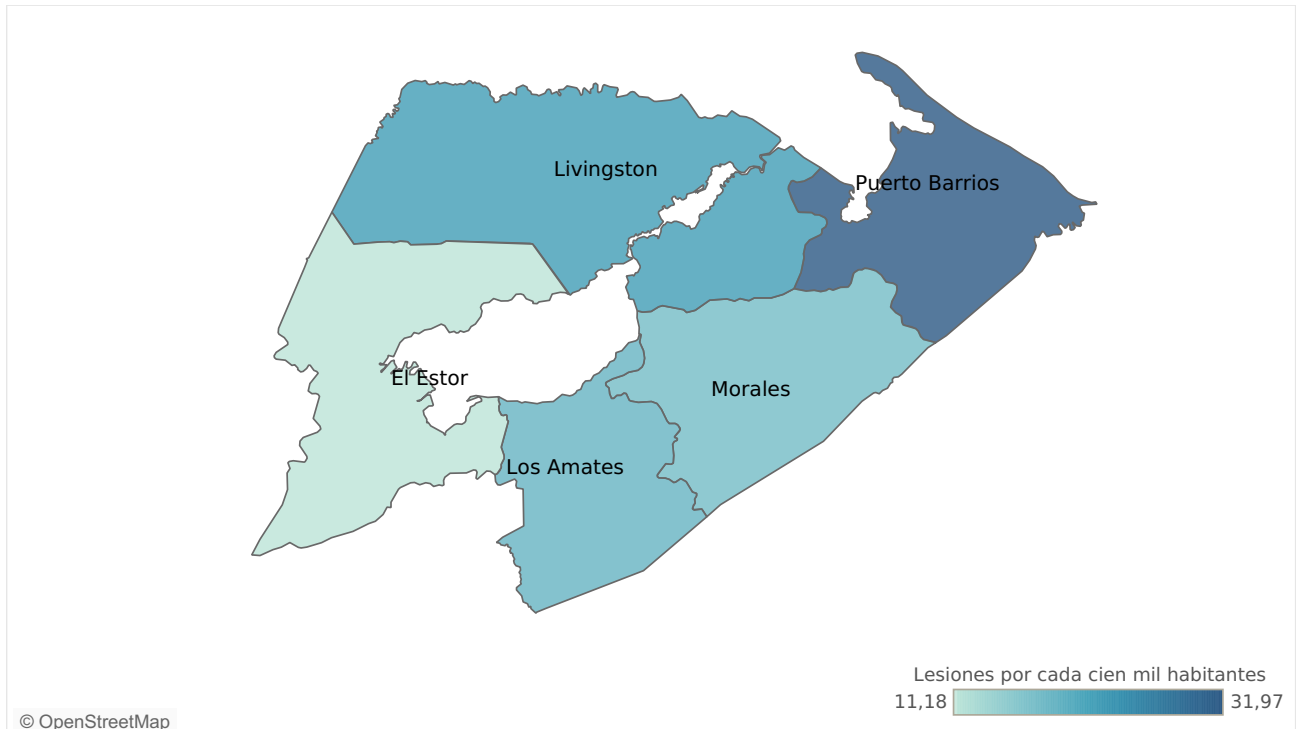 Livingston
Puerto Barrios
El Estor
Morales
Los Amates
Lesiones por cada cien mil habitantes
11,18 31,97
© OpenStreetMap